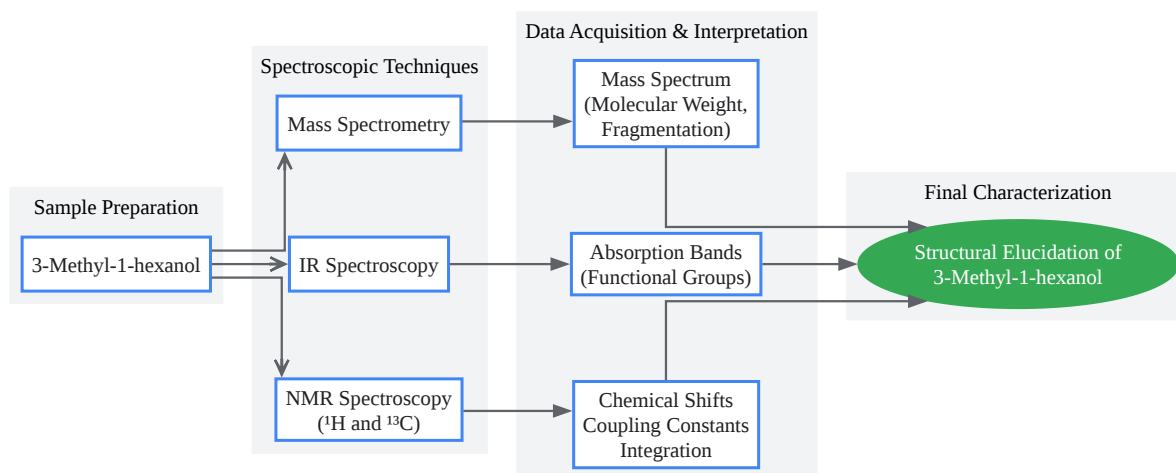 Sample Preparation
3-Methyl-1-hexanol
Spectroscopic Techniques
Mass Spectrometry
IR Spectroscopy
NMR Spectroscopy
(¹H and ¹³C)
Data Acquisition & Interpretation
Mass Spectrum
(Molecular Weight,
Fragmentation)
Absorption Bands
(Functional Groups)
Chemical Shifts
Coupling Constants
Integration
Final Characterization
Structural Elucidation of
3-Methyl-1-hexanol